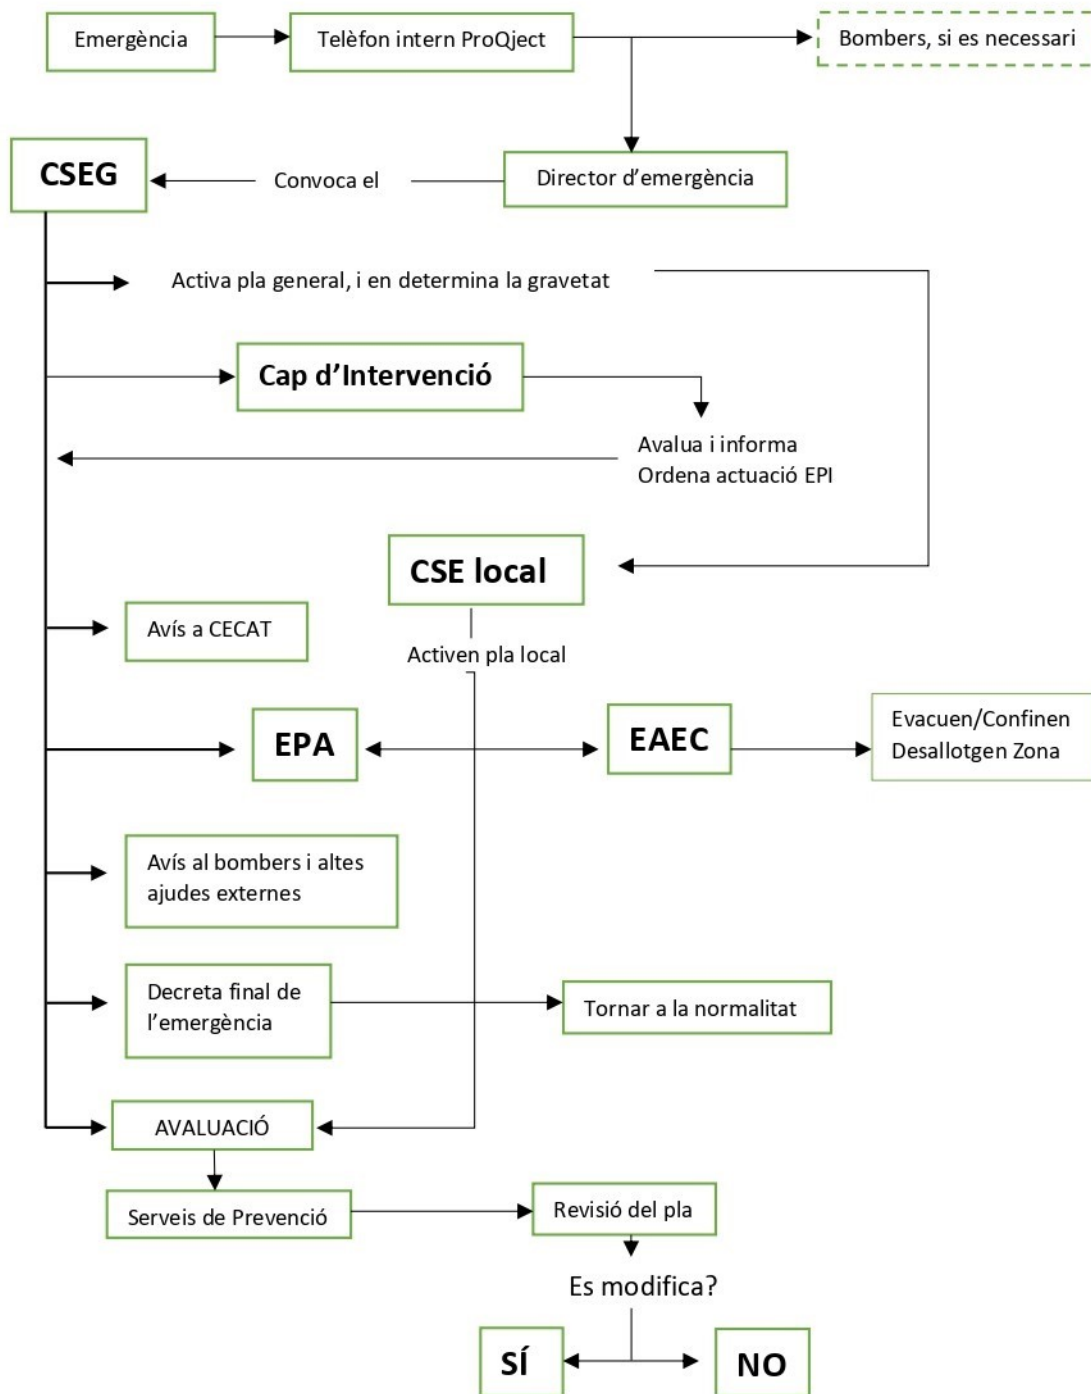 Emergència
Telèfon intern ProQject
Bombers, si es necessari
CSEG
Convoca el
Director d’emergència
Activa pla general, i en determina la gravetat
Cap d’Intervenció
Avalua i informa
Ordena actuació EPI
CSE local
Avís a CECAT
Activen pla local
EPA
EAEC
Evacuen/Confinen
Desallotgen Zona
Avís al bombers i altes
ajudes externes
Decreta final de
l’emergència
Tornar a la normalitat
AVALUACIÓ
Serveis de Prevenció
Revisió del pla
Es modifica?
SÍ
NO